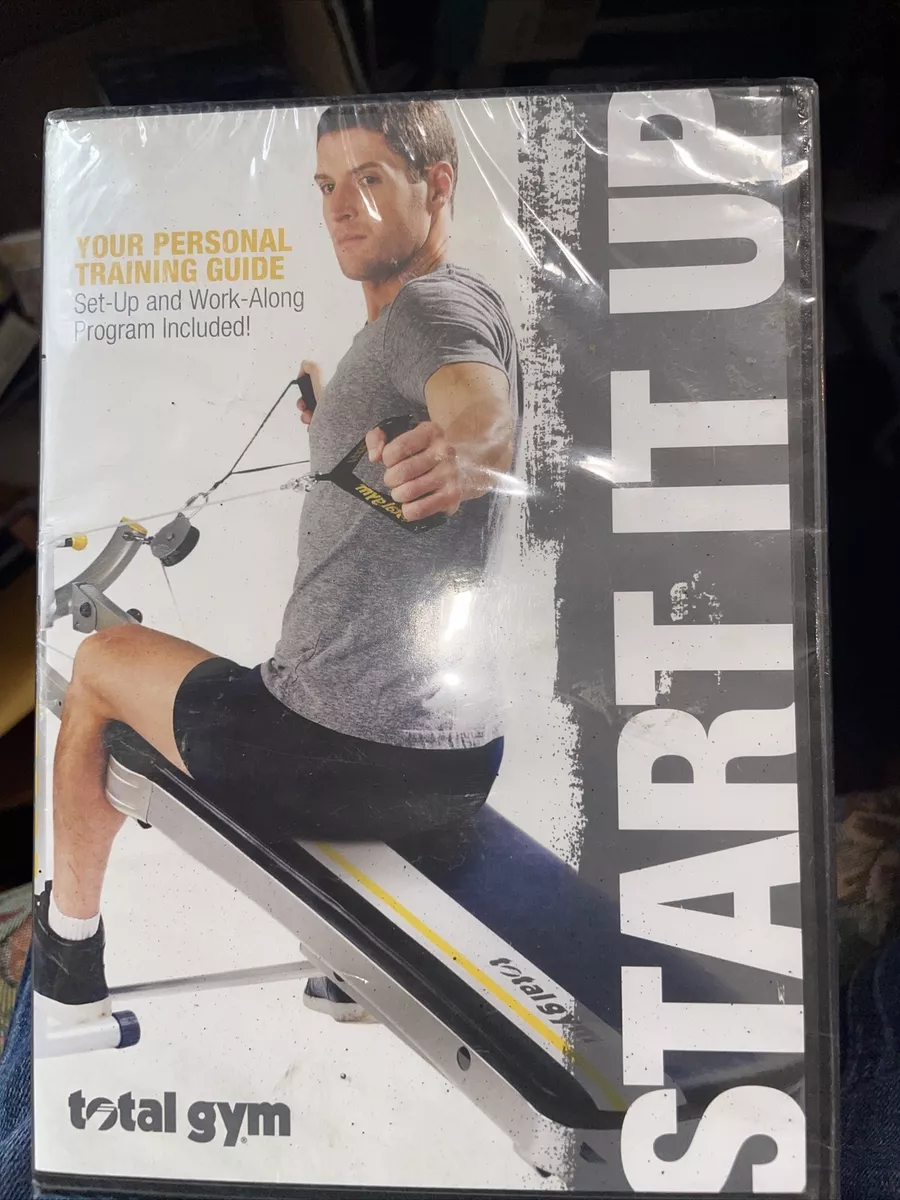 YOUR PERSONAL
TRAINING GUIDE
Set-Up and Work-Along
Program Included!
START IT UP
total gym
total gym